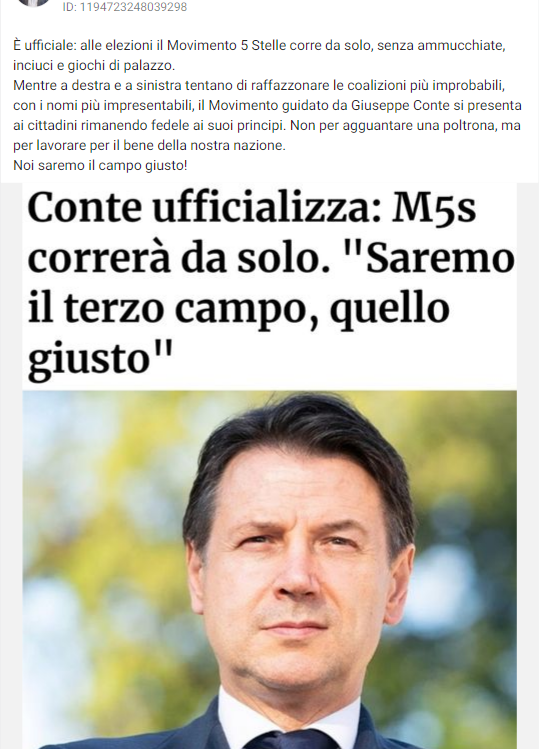 ID: 1194723248039298
È ufficiale: alle elezioni il Movimento 5 Stelle corre da solo, senza ammucchiate,
inciuci e giochi di palazzo.
Mentre a destra e a sinistra tentano di raffazzonare le coalizioni più improbabili,
con i nomi più impresentabili, il Movimento guidato da Giuseppe Conte si presenta
ai cittadini rimanendo fedele ai suoi principi. Non per agguantare una poltrona, ma
per lavorare per il bene della nostra nazione.
Noi saremo il campo giusto!
Conte ufficializza: M5s
correrà da solo. "Saremo
il terzo campo, quello
giusto"